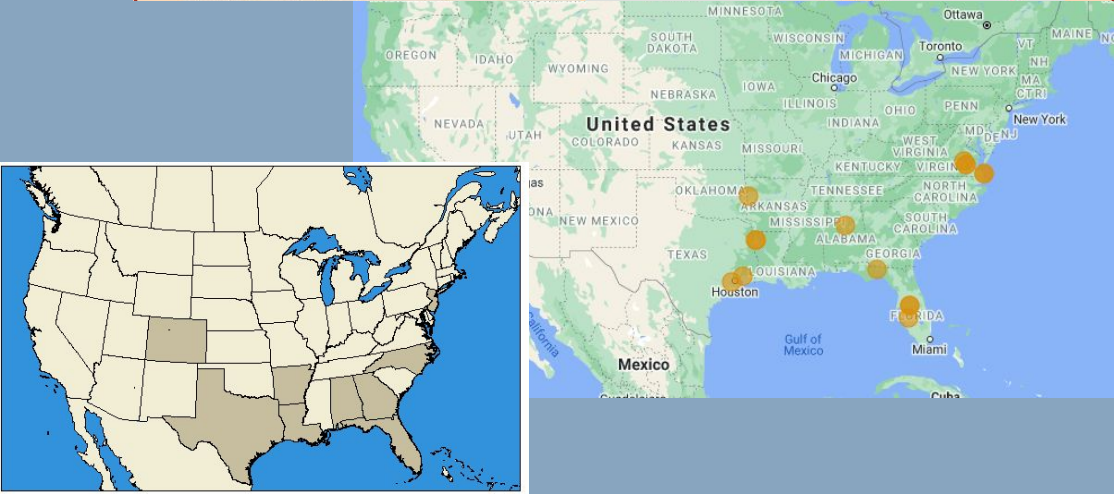 MINNESOTA
Ottawa
MAINE
OREGON
IDAHO
SOUTH
DAKOTA
WISCONSIN
MICHIGAN
Toronto
VT
NH
WYOMING
NEW YORK
MA
CT RI
Chicago
IOWA
NEBRASKA
ILLINOIS
OHIO
PENN
New York
NEVADA
United States
INDIANA
MD
DE
NJ
UTAH
COLORADO
KANSAS
MISSOURI
WEST
VIRGINIA
KENTUCKY
VIRGIN
OKLAHOMA
TENNESSEE
NORTH
CAROLINA
ARKANSAS
NEW MEXICO
MISSISSIPPI
SOUTH
CAROLINA
ALABAMA
TEXAS
GEORGIA
LOUISIANA
Houston
FLORIDA
Gulf of
Mexico
Miami
California
Mexico
Cuba